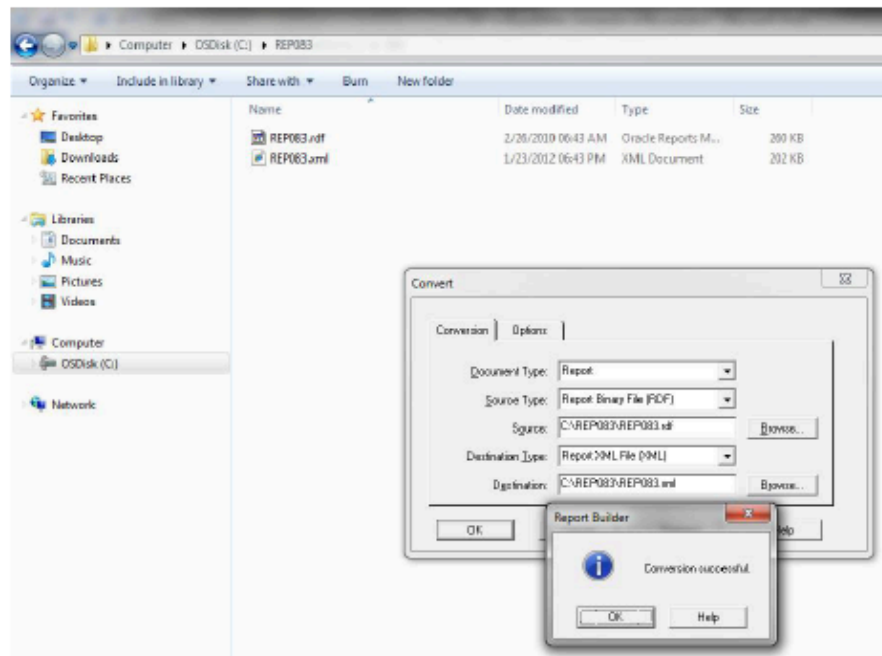 Computer ▸ OSDisk (C:) ▸ REP083
Organize Include in library Share with Burn New folder
Name Date modified Type Size
REP083.rdf 2/26/2010 06:43 AM Oracle Reports M... 260 KB
REP083.xml 1/23/2012 06:43 PM XML Document 202 KB
Favorites
Desktop
Downloads
Recent Places
Libraries
Documents
Music
Pictures
Videos
Computer
OSDisk (C:)
Network
Convert
Conversion Options
Document Type: Report
Source Type: Report Binary File (RDF)
Source: C:\REP083\REP083.rdf Browse...
Destination Type: Report XML File (XML)
Destination: C:\REP083\REP083.xml Browse...
OK
Report Builder
Conversion successful.
OK Help